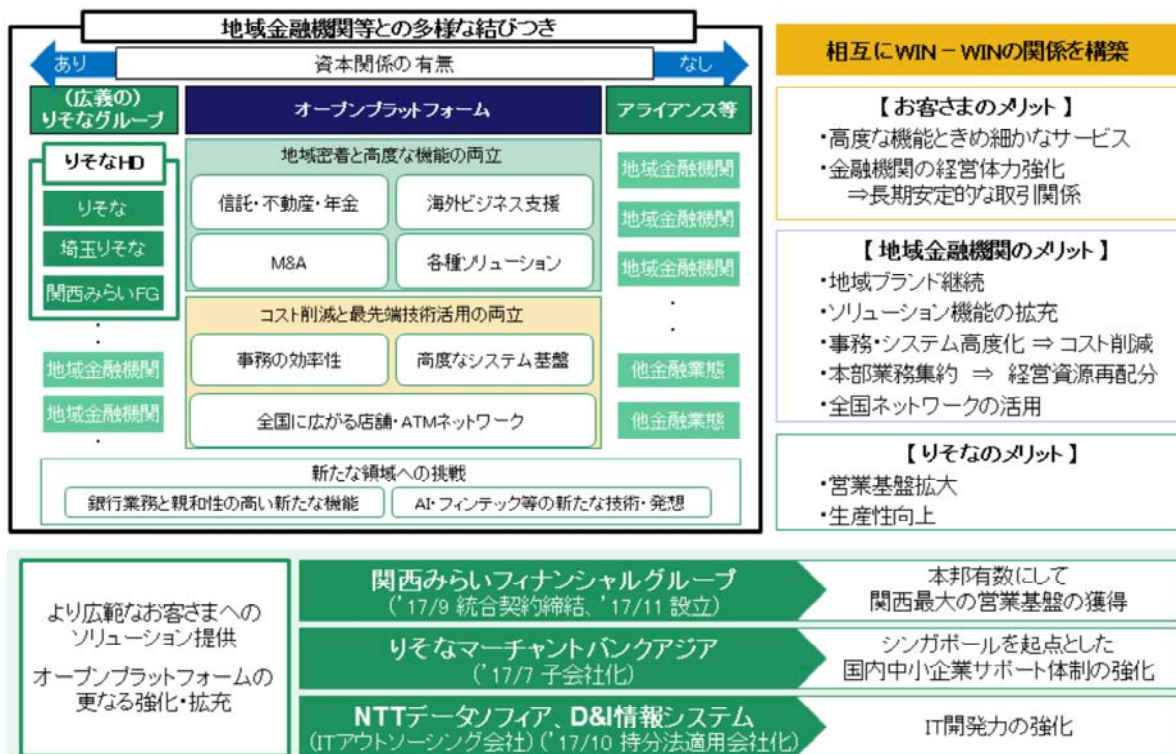 地域金融機関等との多様な結びつき
あり
資本関係の有無
なし
(広義の)
りそなグループ
オープンプラットフォーム
アライアンス等
りそなHD
りそな
埼玉りそな
関西みらいFG
・
地域金融機関
地域金融機関
・
地域密着と高度な機能の両立
信託・不動産・年金
海外ビジネス支援
M&A
各種ソリューション
コスト削減と最先端技術活用の両立
事務の効率性
高度なシステム基盤
全国に広がる店舗・ATMネットワーク
地域金融機関
地域金融機関
地域金融機関
・
・
他金融業態
他金融業態
新たな領域への挑戦
銀行業務と親和性の高い新たな機能
AI・フィンテック等の新たな技術・発想
相互にWIN－WINの関係を構築
【お客さまのメリット】
・高度な機能ときめ細かなサービス
・金融機関の経営体力強化
⇒長期安定的な取引関係
【地域金融機関のメリット】
・地域ブランド継続
・ソリューション機能の拡充
・事務・システム高度化 ⇒ コスト削減
・本部業務集約 ⇒ 経営資源再配分
・全国ネットワークの活用
【りそなのメリット】
・営業基盤拡大
・生産性向上
より広範なお客さまへの
ソリューション提供
オープンプラットフォームの
更なる強化・拡充
関西みらいフィナンシャルグループ
('17/9 統合契約締結、'17/11 設立)
本邦有数にして
関西最大の営業基盤の獲得
りそなマーチャントバンクアジア
('17/7 子会社化)
シンガポールを起点とした
国内中小企業サポート体制の強化
NTTデータソフィア、D&I情報システム
(ITアウトソーシング会社)('17/10 持分法適用会社化)
IT開発力の強化